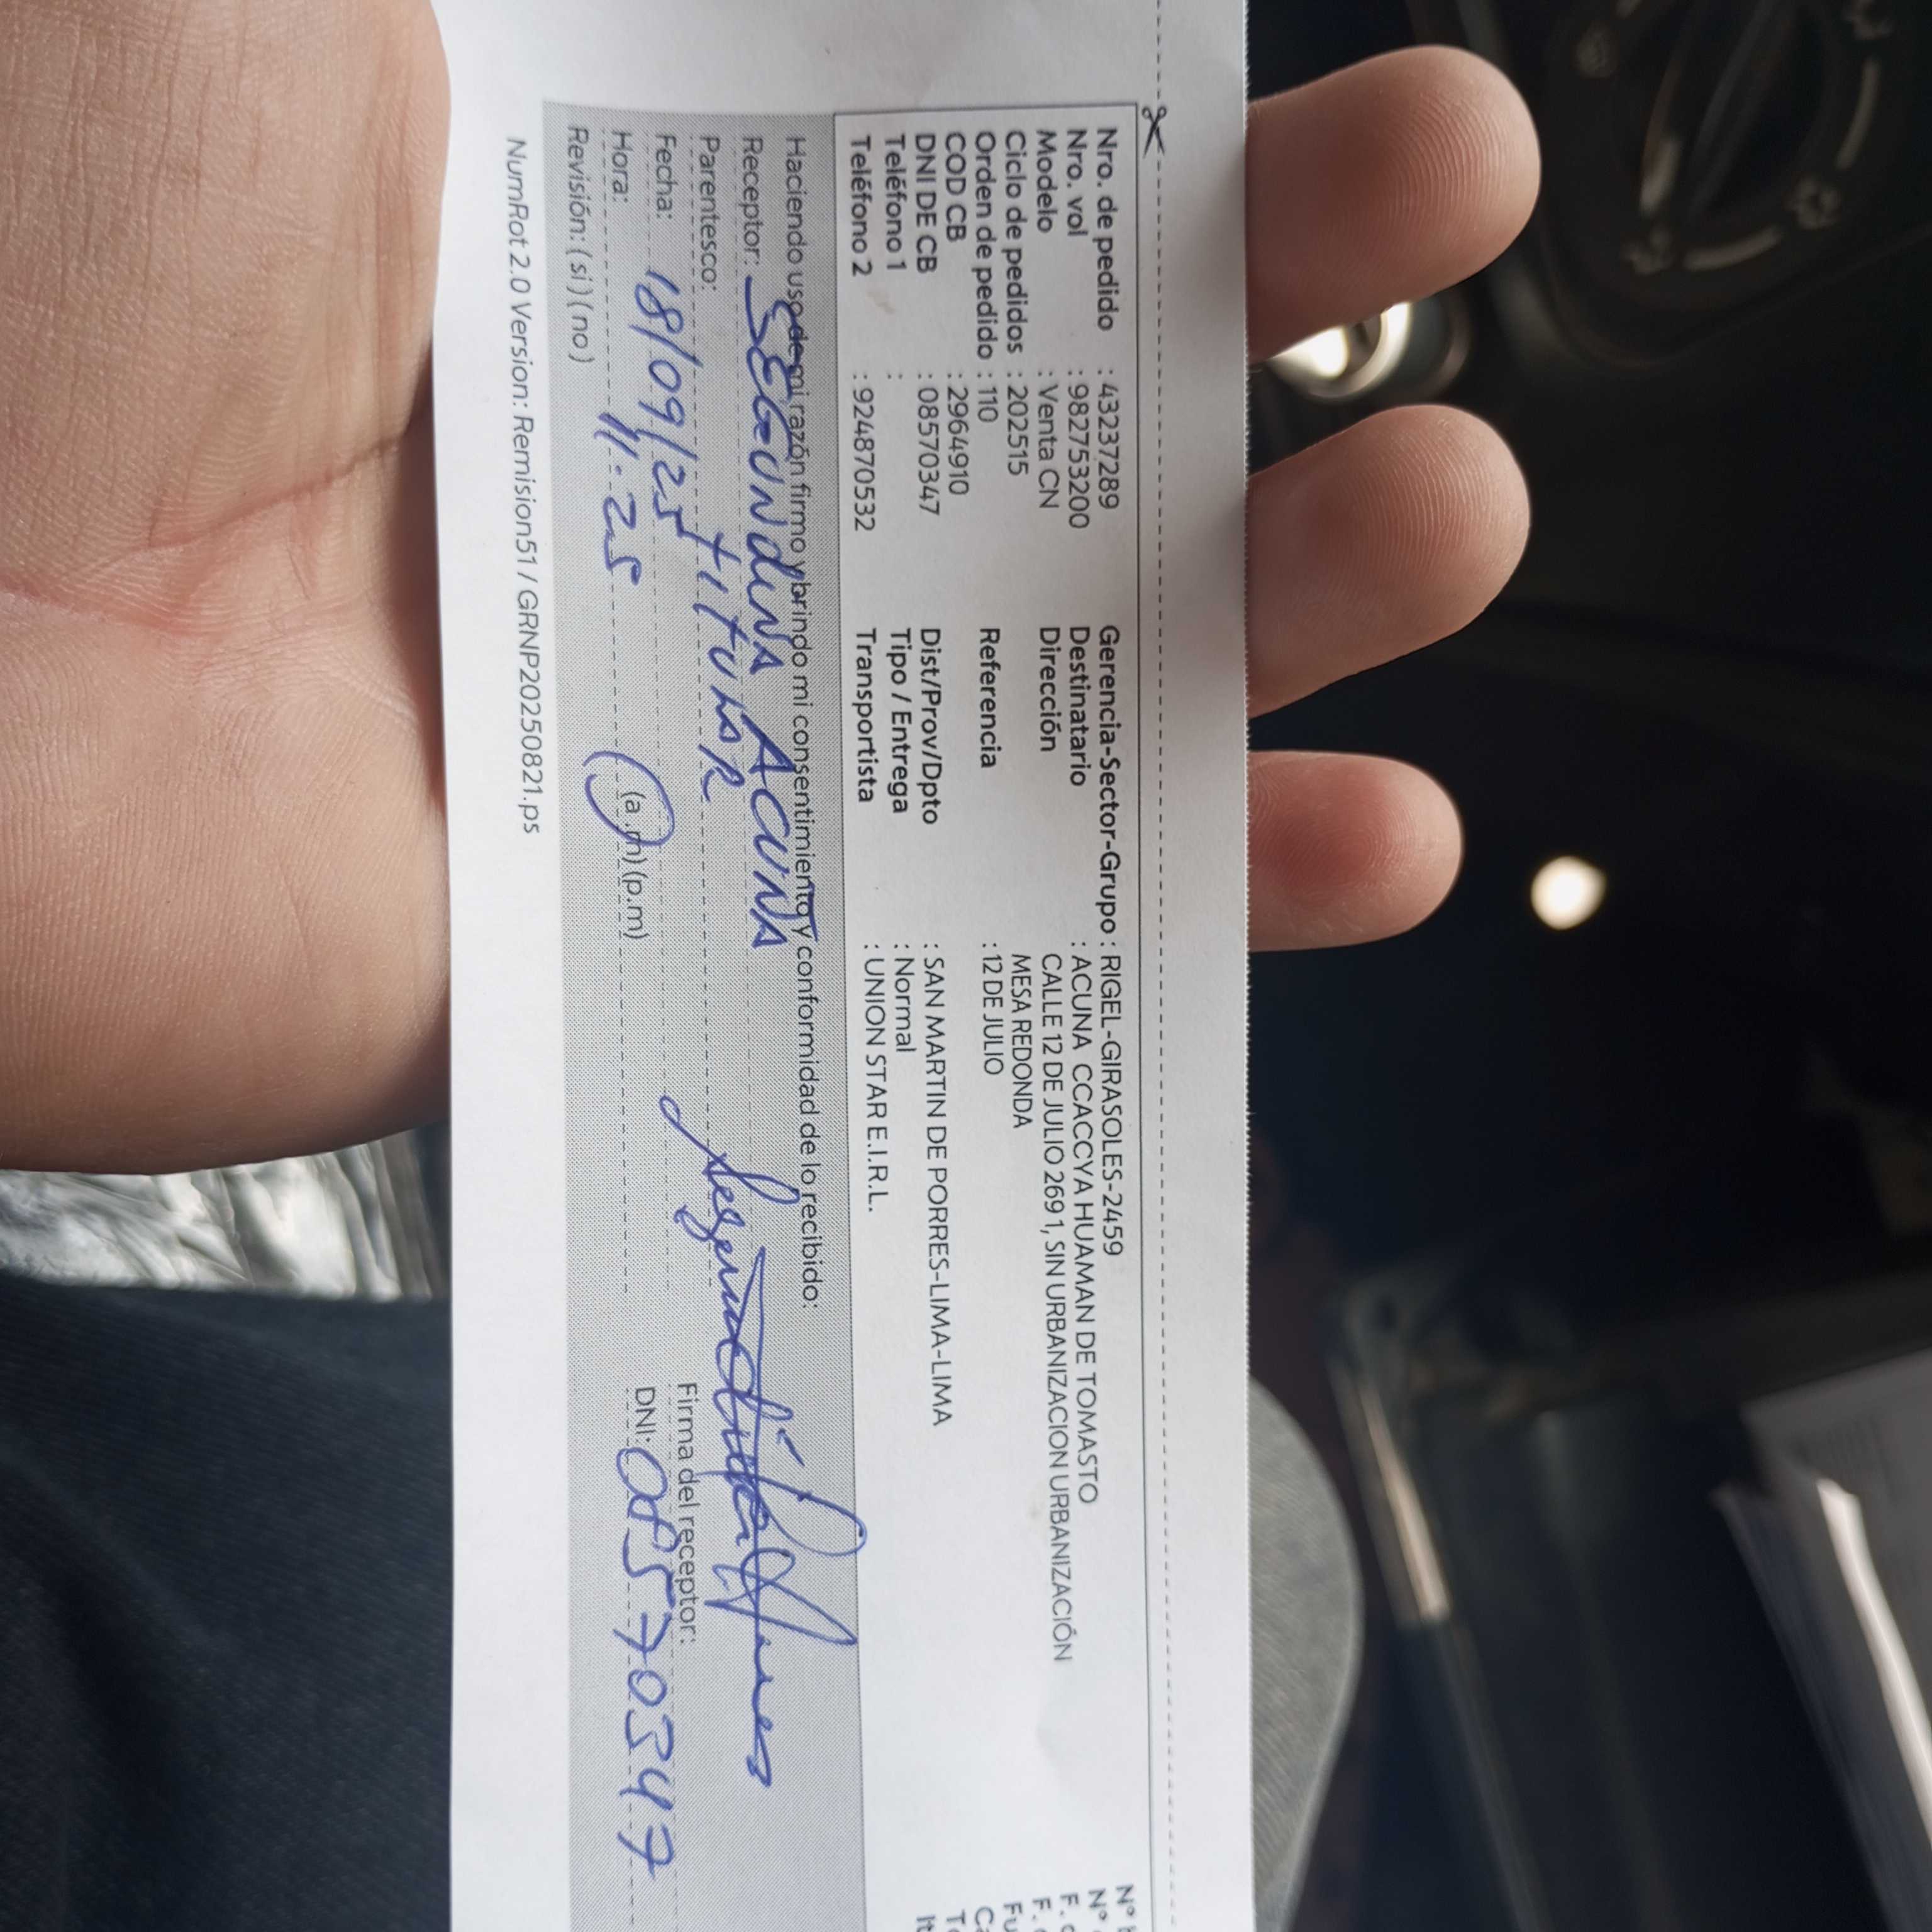 Nro. de pedido : 43237289 Gerencia-Sector-Grupo : RIGEL-GIRASOLES-2459
Nro. vol : 982753200 Destinatario : ACUNA CCACCYA HUAMAN DE TOMASTO
Modelo : Venta CN Dirección CALLE 12 DE JULIO 269 1, SIN URBANIZACION URBANIZACIÓN
Ciclo de pedidos : 202515 MESA REDONDA
Orden de pedido : 110 Referencia : 12 DE JULIO
COD CB : 2964910
DNI DE CB : 08570347 Dist/Prov/Dpto : SAN MARTIN DE PORRES-LIMA-LIMA
Teléfono 1 : Tipo / Entrega : Normal
Teléfono 2 : 924870532 Transportista : UNION STAR E.I.R.L.
Haciendo uso de mi razón firmo y brindo mi consentimiento y conformidad de lo recibido:
Receptor: SEGUNdINA ACUNA
Parentesco: tituLAR
Firma del receptor:
Fecha: 18/09/25
DNI: 08570347
Hora: 11.25 (a.m) (p.m)
Revisión: (si) (no)
NumRot 2.0 Version: Remision51 / GRNP20250821.ps
Nº
Nº
F.
F.
Fu